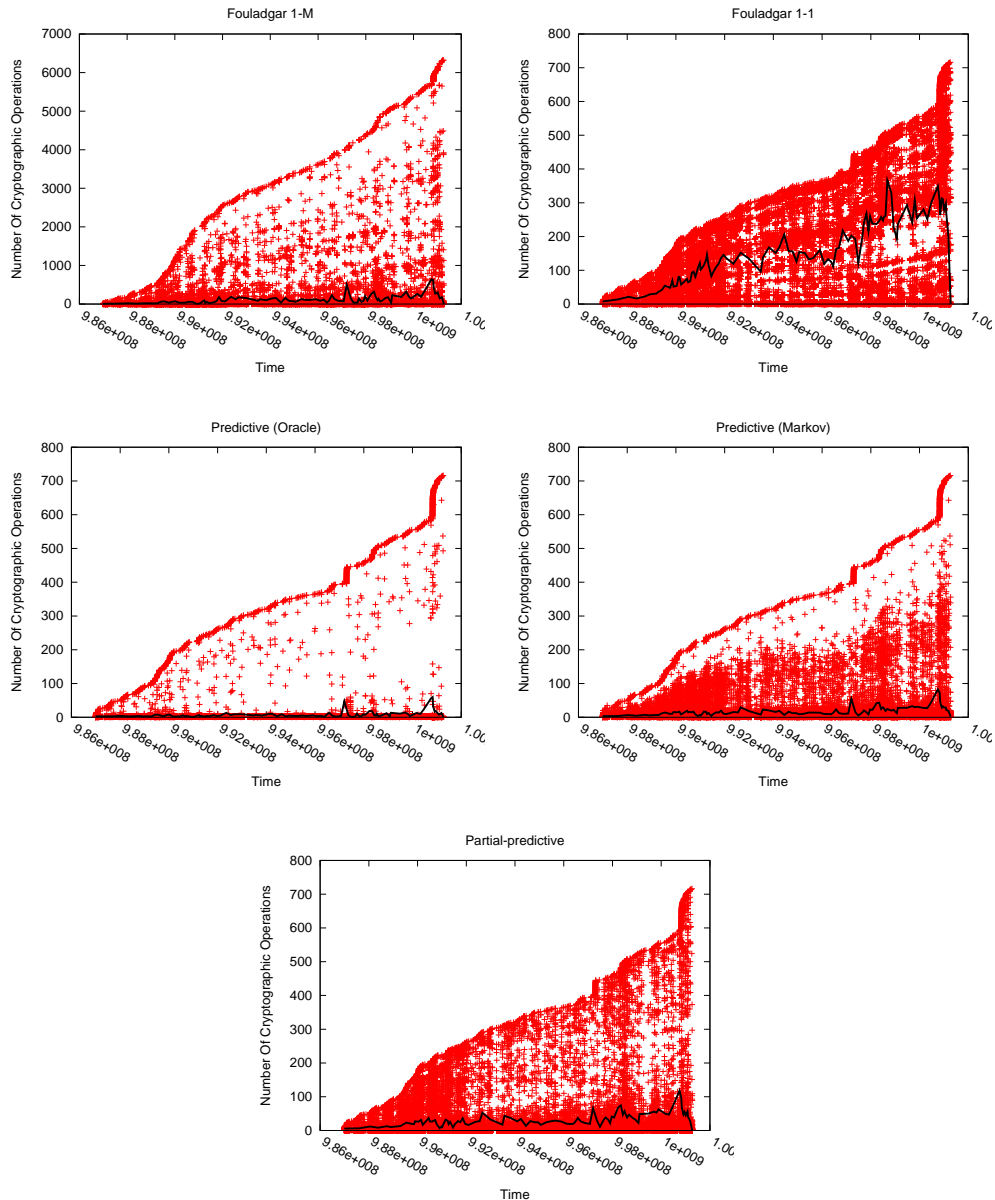 Fouladgar 1-M
Number Of Cryptographic Operations
7000
6000
5000
4000
3000
2000
1000
0
9.86e+008
9.88e+008
9.9e+008
9.92e+008
9.94e+008
9.96e+008
9.98e+008
1e+009
1.00
Time
Fouladgar 1-1
Number Of Cryptographic Operations
800
700
600
500
400
300
200
100
0
9.86e+008
9.88e+008
9.9e+008
9.92e+008
9.94e+008
9.96e+008
9.98e+008
1e+009
1.00
Time
Predictive (Oracle)
Number Of Cryptographic Operations
800
700
600
500
400
300
200
100
0
9.86e+008
9.88e+008
9.9e+008
9.92e+008
9.94e+008
9.96e+008
9.98e+008
1e+009
1.00
Time
Predictive (Markov)
Number Of Cryptographic Operations
800
700
600
500
400
300
200
100
0
9.86e+008
9.88e+008
9.9e+008
9.92e+008
9.94e+008
9.96e+008
9.98e+008
1e+009
1.00
Time
Partial-predictive
Number Of Cryptographic Operations
800
700
600
500
400
300
200
100
0
9.86e+008
9.88e+008
9.9e+008
9.92e+008
9.94e+008
9.96e+008
9.98e+008
1e+009
1.00
Time